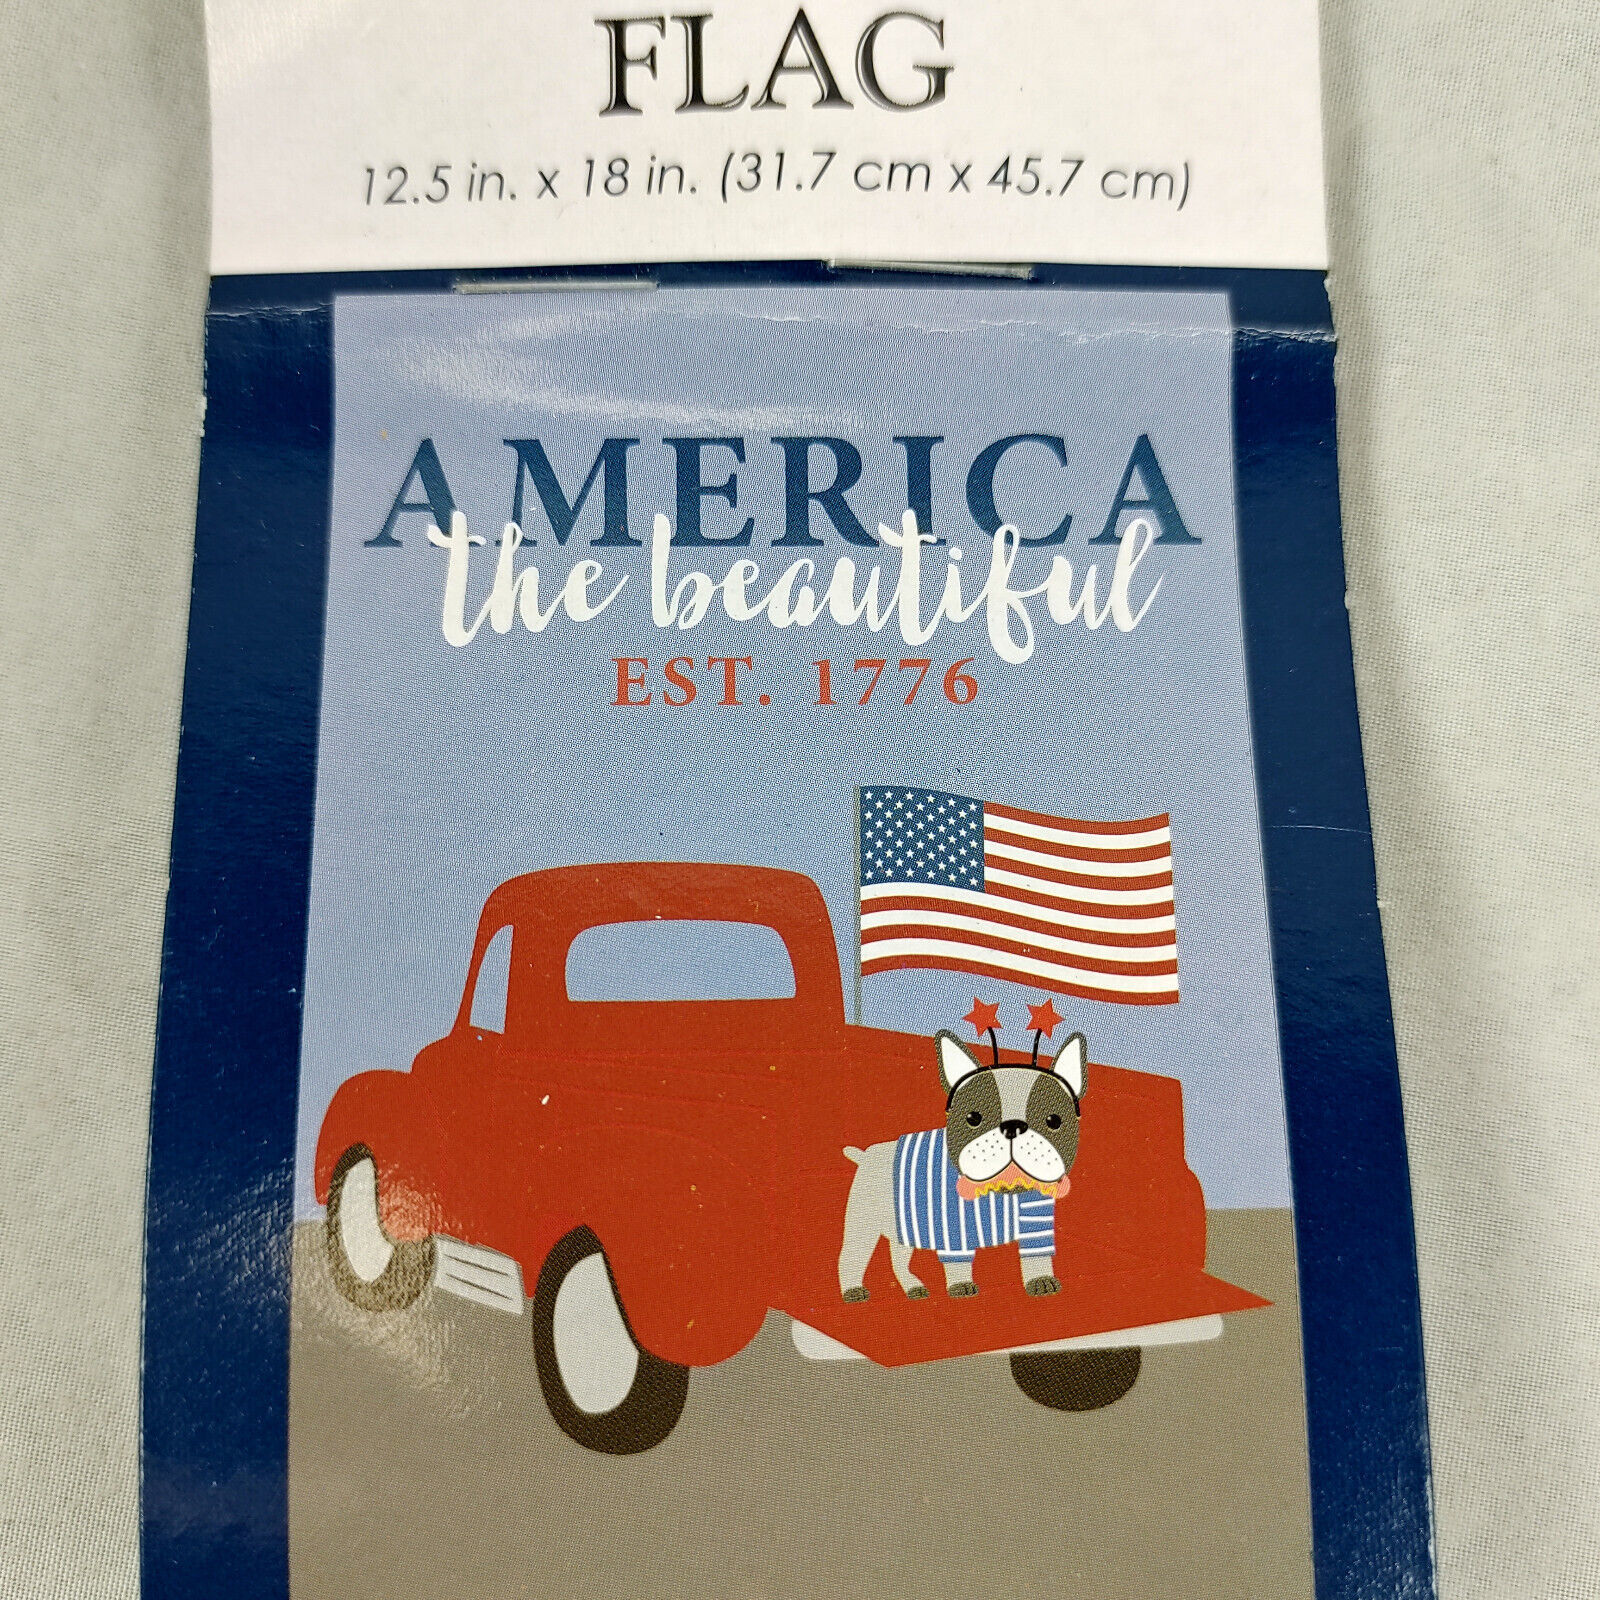 FLAG
12.5 in. x 18 in. (31.7 cm x 45.7 cm)
AMERICA
the beautiful
EST. 1776